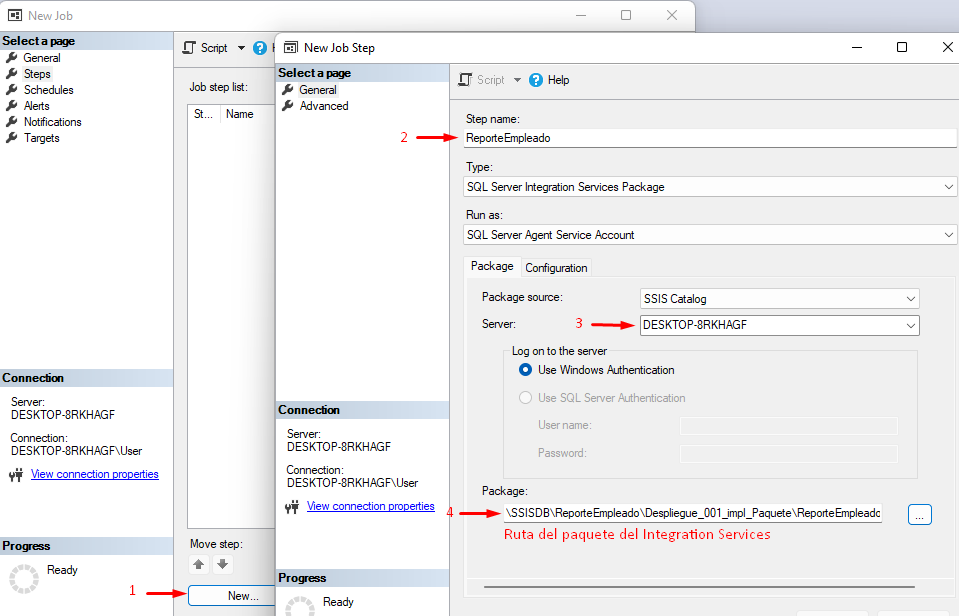 New Job
Select a page
General
Steps
Schedules
Alerts
Notifications
Targets
Script
Job step list:
St... Name
Connection
Server:
DESKTOP-8RKHAGF
Connection:
DESKTOP-8RKHAGF\User
View connection properties
Progress
Ready
Move step:
1
New...
New Job Step
Select a page
General
Advanced
Connection
Server:
DESKTOP-8RKHAGF
Connection:
DESKTOP-8RKHAGF\User
View connection properties
Progress
Ready
Script
? Help
Step name:
2
ReporteEmpleado
Type:
SQL Server Integration Services Package
Run as:
SQL Server Agent Service Account
Package Configuration
Package source: SSIS Catalog
Server: 3 DESKTOP-8RKHAGF
Log on to the server
Use Windows Authentication
Use SQL Server Authentication
User name:
Password:
Package:
4 \SSISDB\ReporteEmpleado\Despliegue_001_impl_Paquete\ReporteEmpleado
...
Ruta del paquete del Integration Services